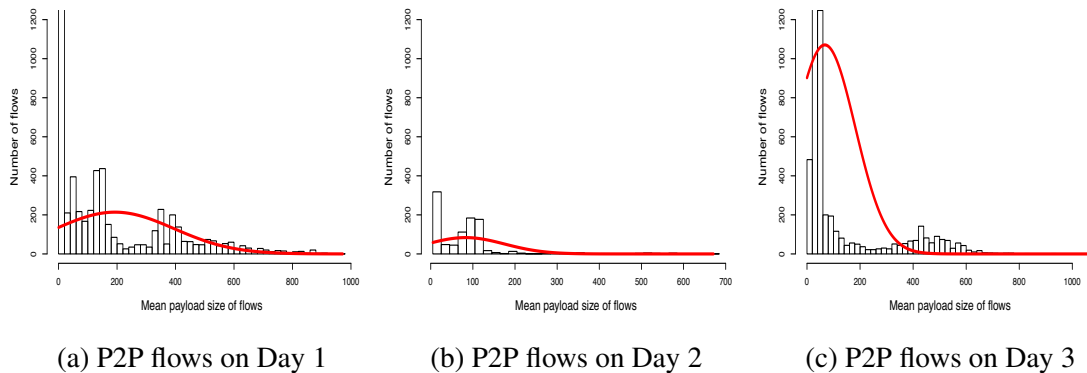 1200
1000
800
600
400
200
0
Number of flows
0 200 400 600 800 1000
Mean payload size of flows
(a) P2P flows on Day 1
1200
1000
800
600
400
200
0
Number of flows
0 100 200 300 400 500 600 700
Mean payload size of flows
(b) P2P flows on Day 2
1200
1000
800
600
400
200
0
Number of flows
0 200 400 600 800 1000
Mean payload size of flows
(c) P2P flows on Day 3